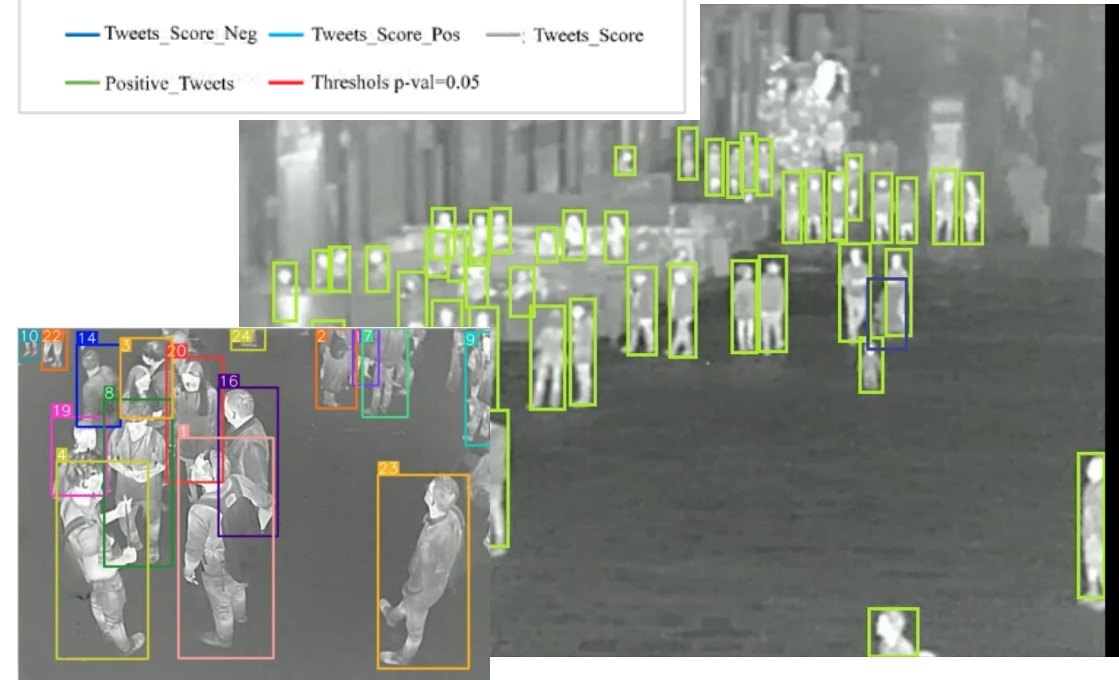 Tweets_Score_Neg Tweets_Score_Pos Tweets_Score
Positive_Tweets Threshols p-val=0.05
10 22 14 3 20 24 2 17 9
8 16
19 1
4 23